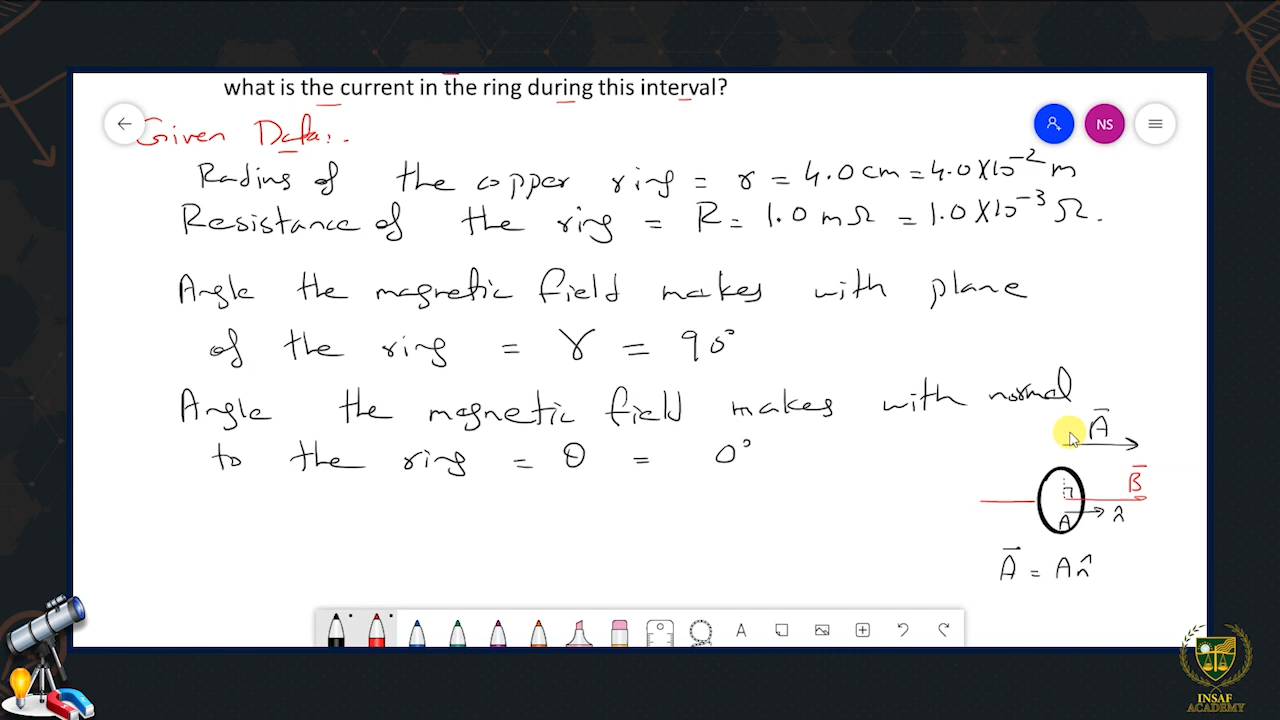 what is the current in the ring during this interval?
Given Data:.
NS
Radius of the copper ring = r = 4.0 cm = 4.0 X 10⁻² m
Resistance of the ring = R = 1.0 mΩ = 1.0 X 10⁻³ Ω.
Angle the magnetic field makes with plane
of the ring = γ = 90°
Angle the magnetic field makes with normal
to the ring = θ = 0°
A⃗
B⃗
A n̂
A⃗ = A n̂
A
INSAF
ACADEMY